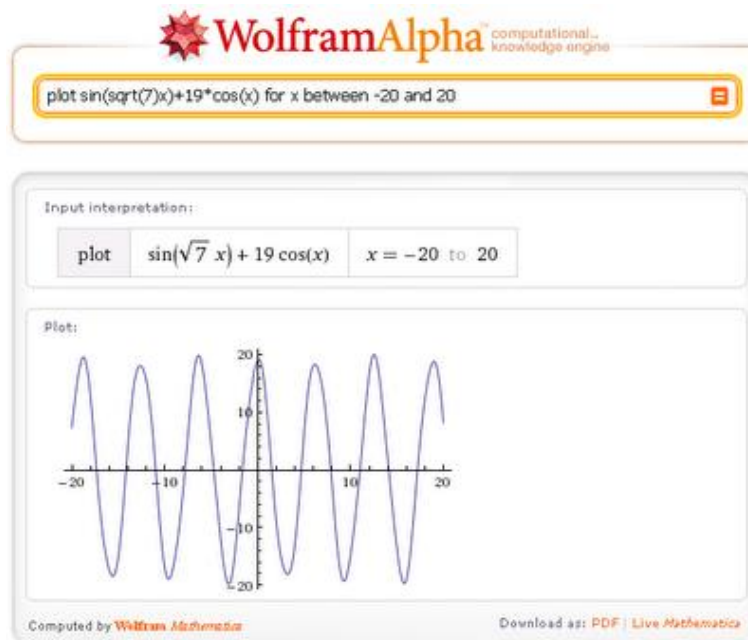 WolframAlpha™ computational..
knowledge engine
plot sin(sqrt(7)x)+19*cos(x) for x between -20 and 20
Input interpretation:
plot sin(√7 x) + 19 cos(x) x = −20 to 20
Plot:
20
10
−20 −10 10 20
−10
−20
Computed by Wolfram Mathematica
Download as: PDF | Live Mathematica